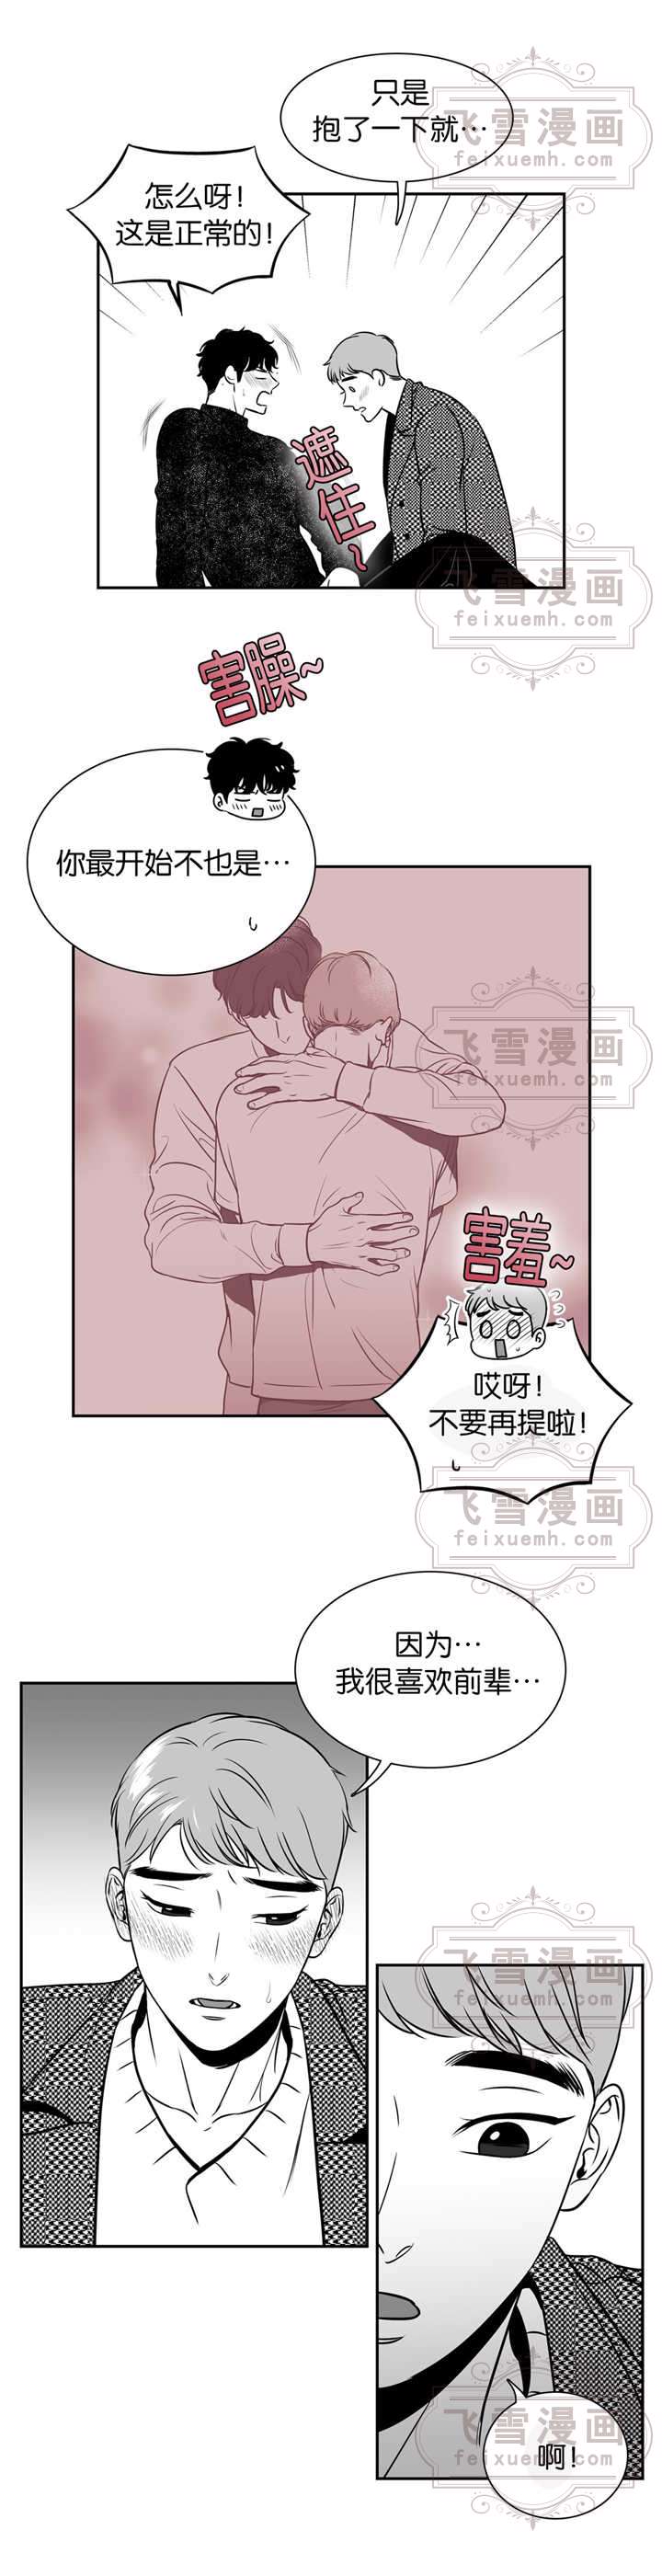 只是
抱了一下就…
飞雪漫画
feixuemh.com
怎么呀！
这是正常的！
遮住~
飞雪漫画
feixuemh.com
害臊~
你最开始不也是…
飞雪漫画
feixuemh.com
害羞~
哎呀！
不要再提啦！
飞雪漫画
feixuemh.com
因为…
我很喜欢前辈…
飞雪漫画
feixuemh.com
飞雪漫画
feixuemh.com
啊！